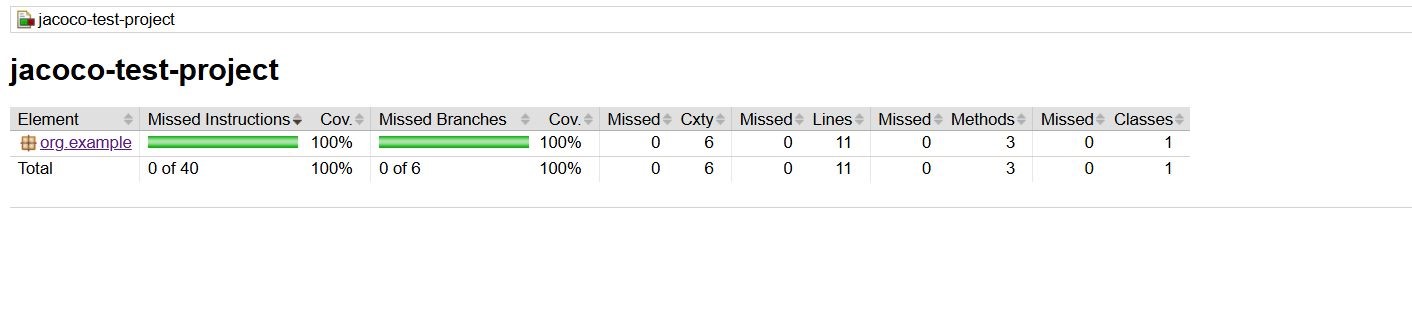 jacoco-test-project
jacoco-test-project
Element Missed Instructions Cov. Missed Branches Cov. Missed Cxty Missed Lines Missed Methods Missed Classes
org.example 100% 100% 0 6 0 11 0 3 0 1
Total 0 of 40 100% 0 of 6 100% 0 6 0 11 0 3 0 1